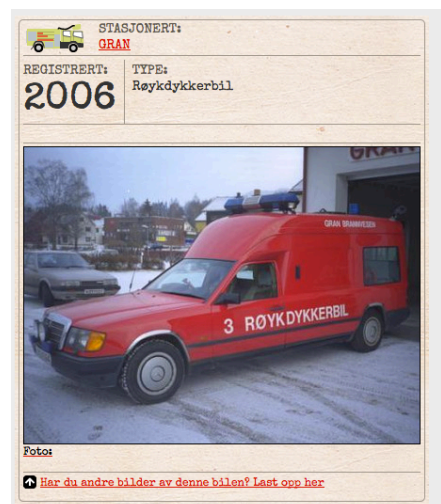 STASJONERT:
GRAN
REGISTRERT:
2006
TYPE:
Røykdykkerbil
GRAN
GRAN BRANNVESEN
3 RØYKDYKKERBIL
Foto:
Har du andre bilder av denne bilen? Last opp her